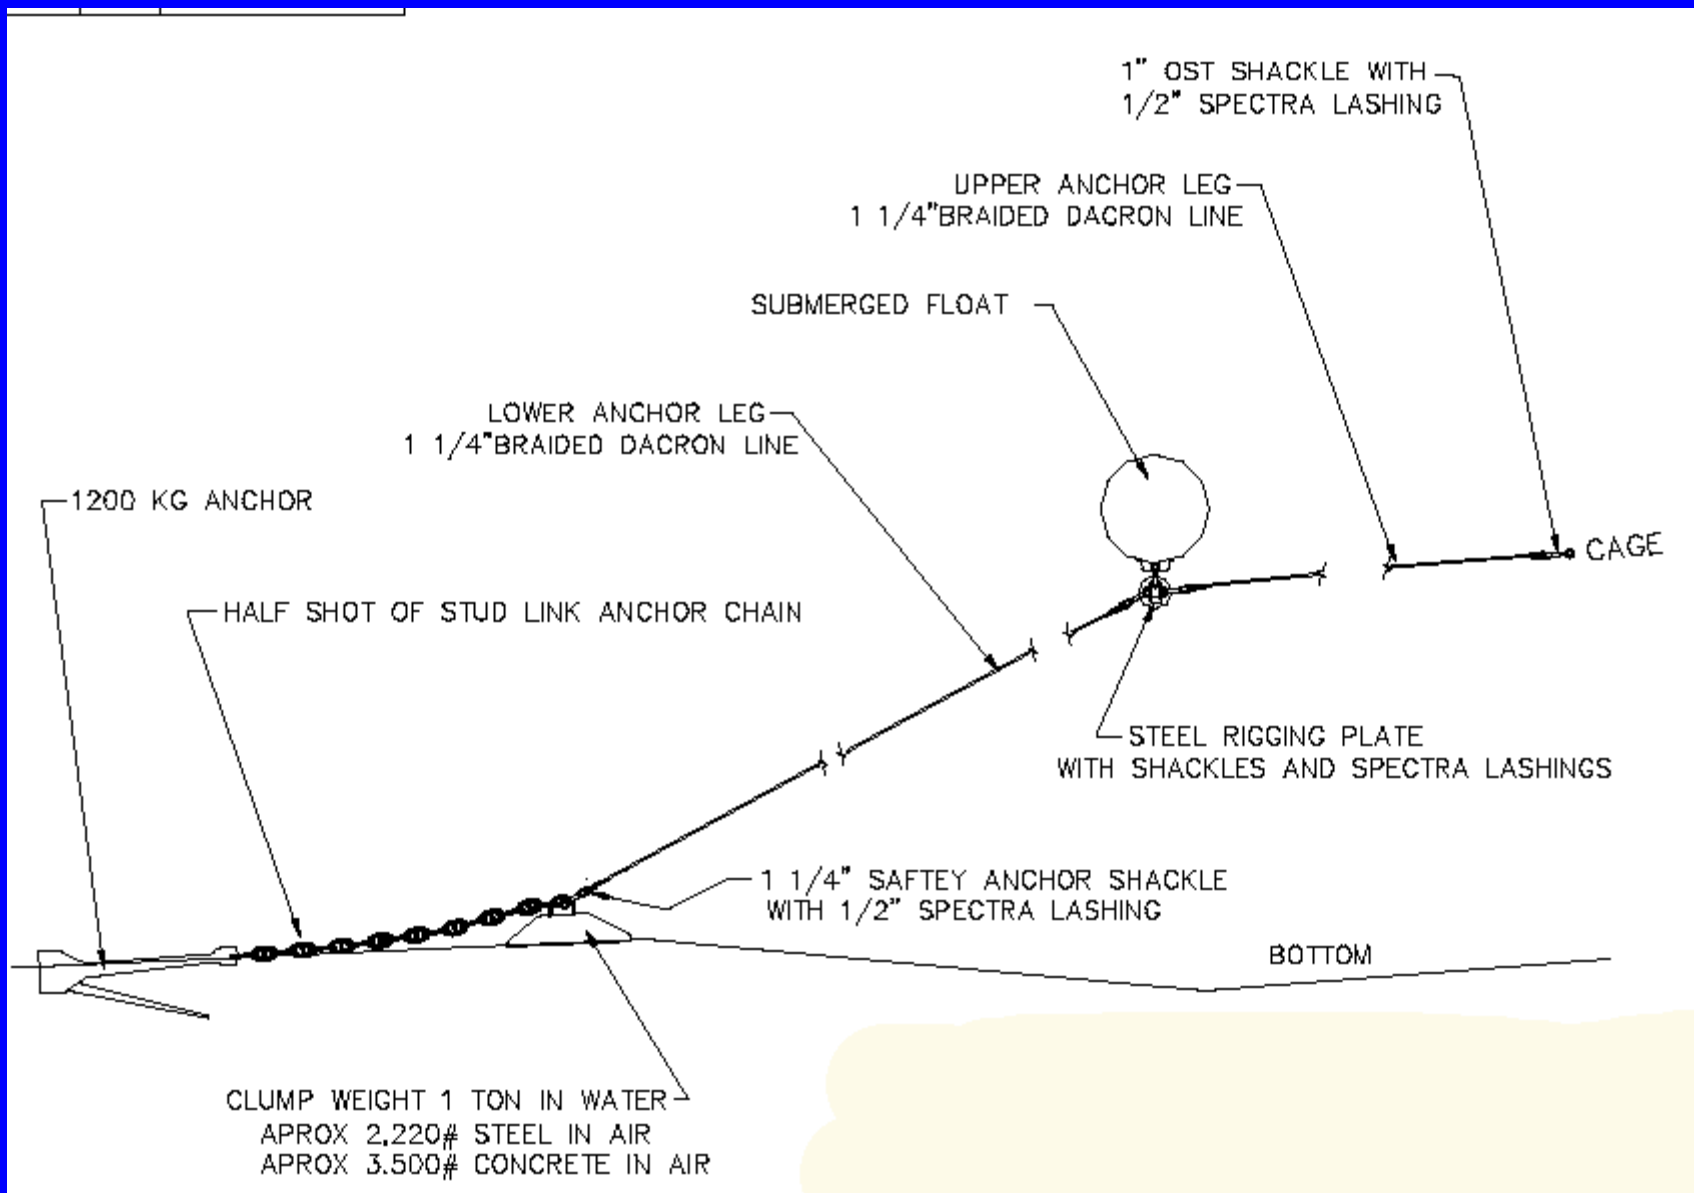 1" OST SHACKLE WITH
1/2" SPECTRA LASHING
UPPER ANCHOR LEG
1 1/4"BRAIDED DACRON LINE
SUBMERGED FLOAT
LOWER ANCHOR LEG
1 1/4"BRAIDED DACRON LINE
1200 KG ANCHOR
CAGE
HALF SHOT OF STUD LINK ANCHOR CHAIN
STEEL RIGGING PLATE
WITH SHACKLES AND SPECTRA LASHINGS
1 1/4" SAFTEY ANCHOR SHACKLE
WITH 1/2" SPECTRA LASHING
BOTTOM
CLUMP WEIGHT 1 TON IN WATER
APROX 2,220# STEEL IN AIR
APROX 3,500# CONCRETE IN AIR